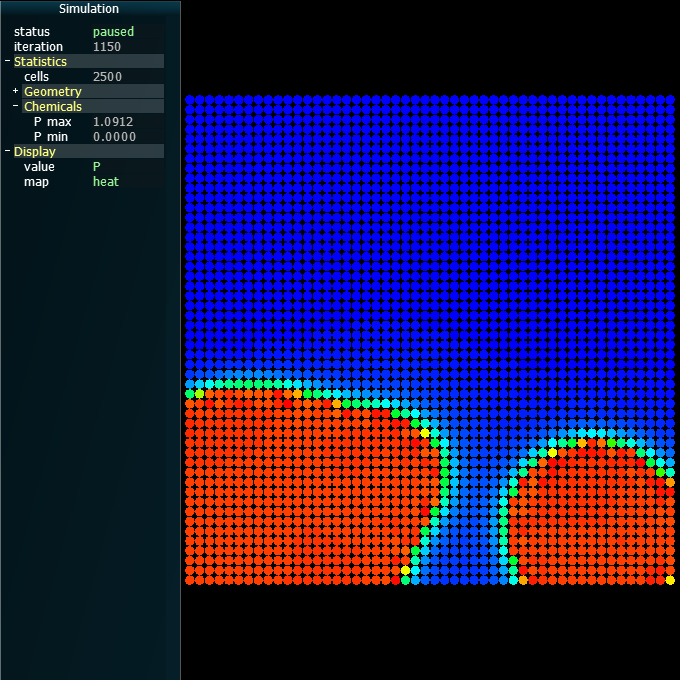 Simulation
status paused
iteration 1150
- Statistics
cells 2500
+ Geometry
- Chemicals
P max 1.0912
P min 0.0000
- Display
value P
map heat